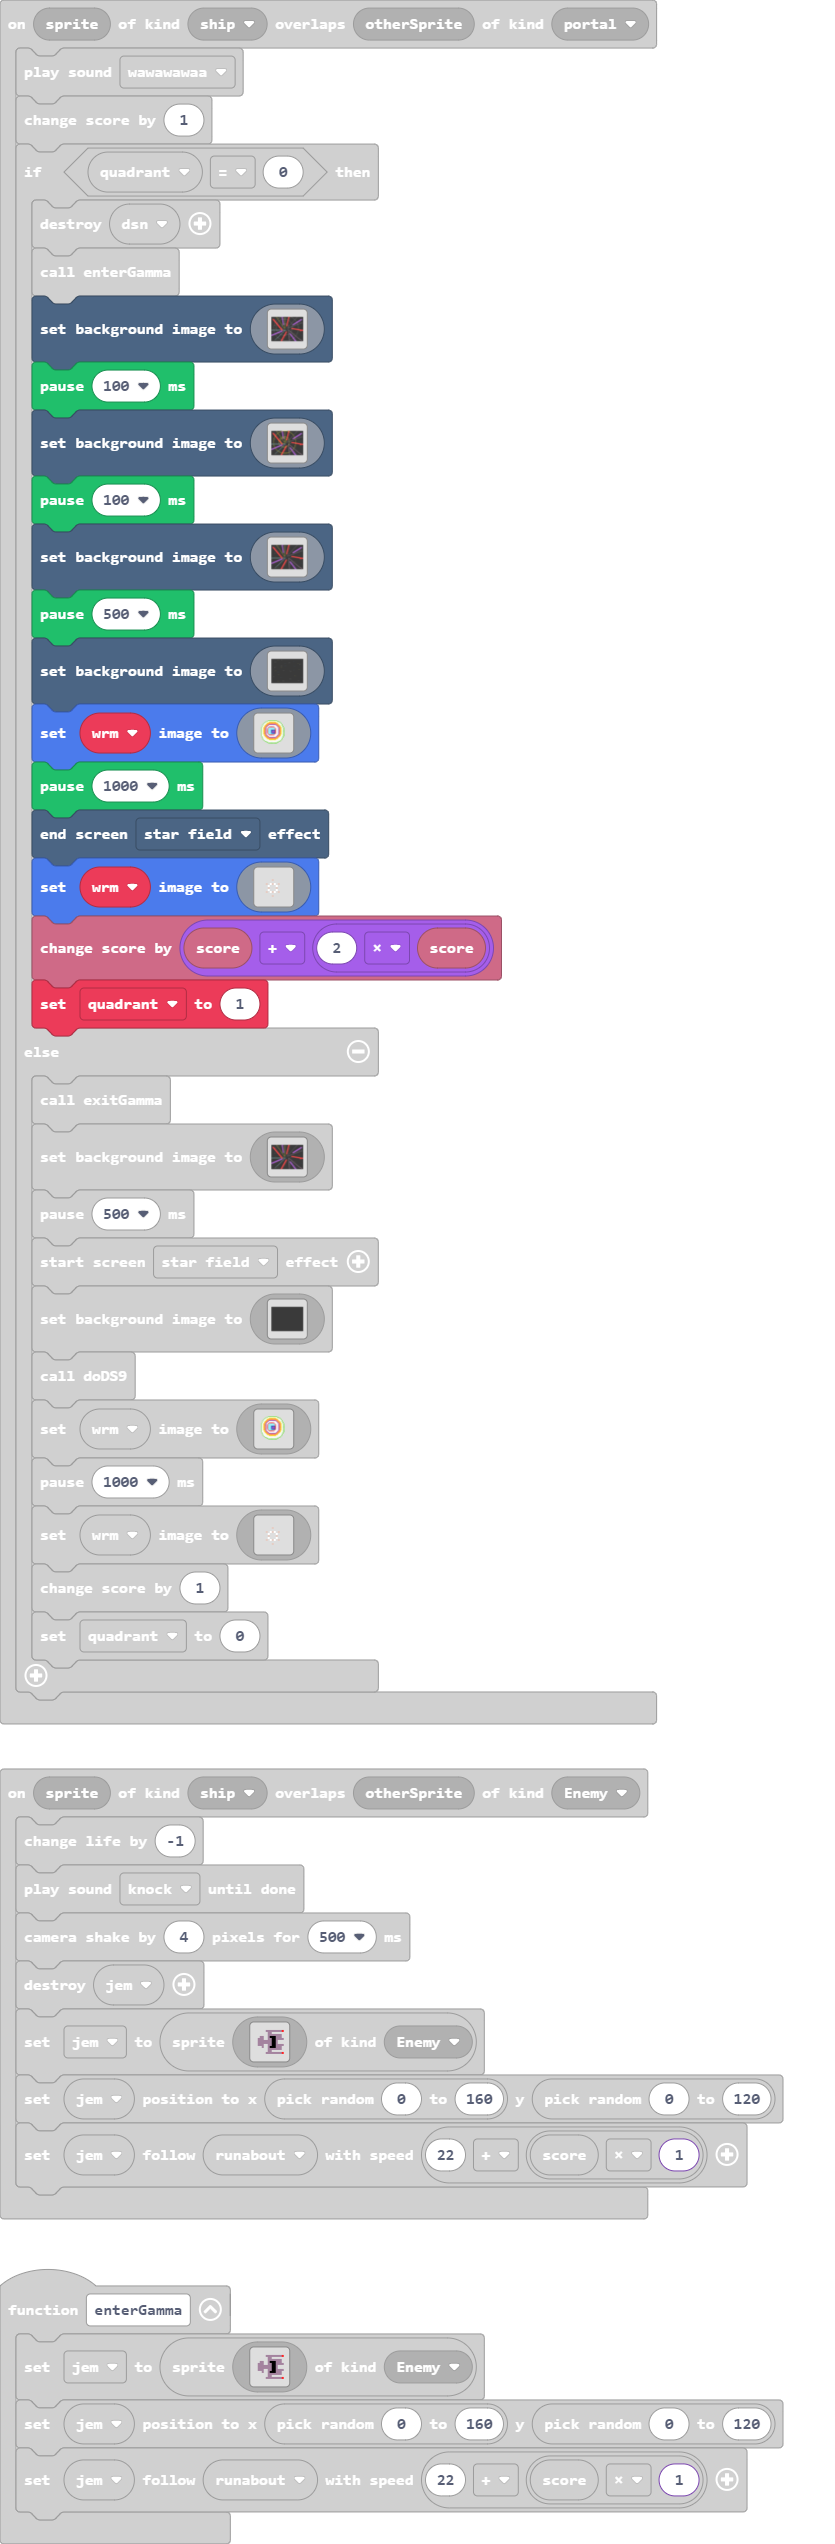 on sprite of kind ship overlaps otherSprite of kind portal
play sound wawawawaa
change score by 1
if quadrant = 0 then
destroy dsn
call enterGamma
set background image to
pause 100 ms
set background image to
pause 100 ms
set background image to
pause 500 ms
set background image to
set wrm image to
pause 1000 ms
end screen star field effect
set wrm image to
change score by score + 2 × score
set quadrant to 1
else
call exitGamma
set background image to
pause 500 ms
start screen star field effect
set background image to
call doDS9
set wrm image to
pause 1000 ms
set wrm image to
change score by 1
set quadrant to 0
on sprite of kind ship overlaps otherSprite of kind Enemy
change life by -1
play sound knock until done
camera shake by 4 pixels for 500 ms
destroy jem
set jem to sprite of kind Enemy
set jem position to x pick random 0 to 160 y pick random 0 to 120
set jem follow runabout with speed 22 + score × 1
function enterGamma
set jem to sprite of kind Enemy
set jem position to x pick random 0 to 160 y pick random 0 to 120
set jem follow runabout with speed 22 + score × 1